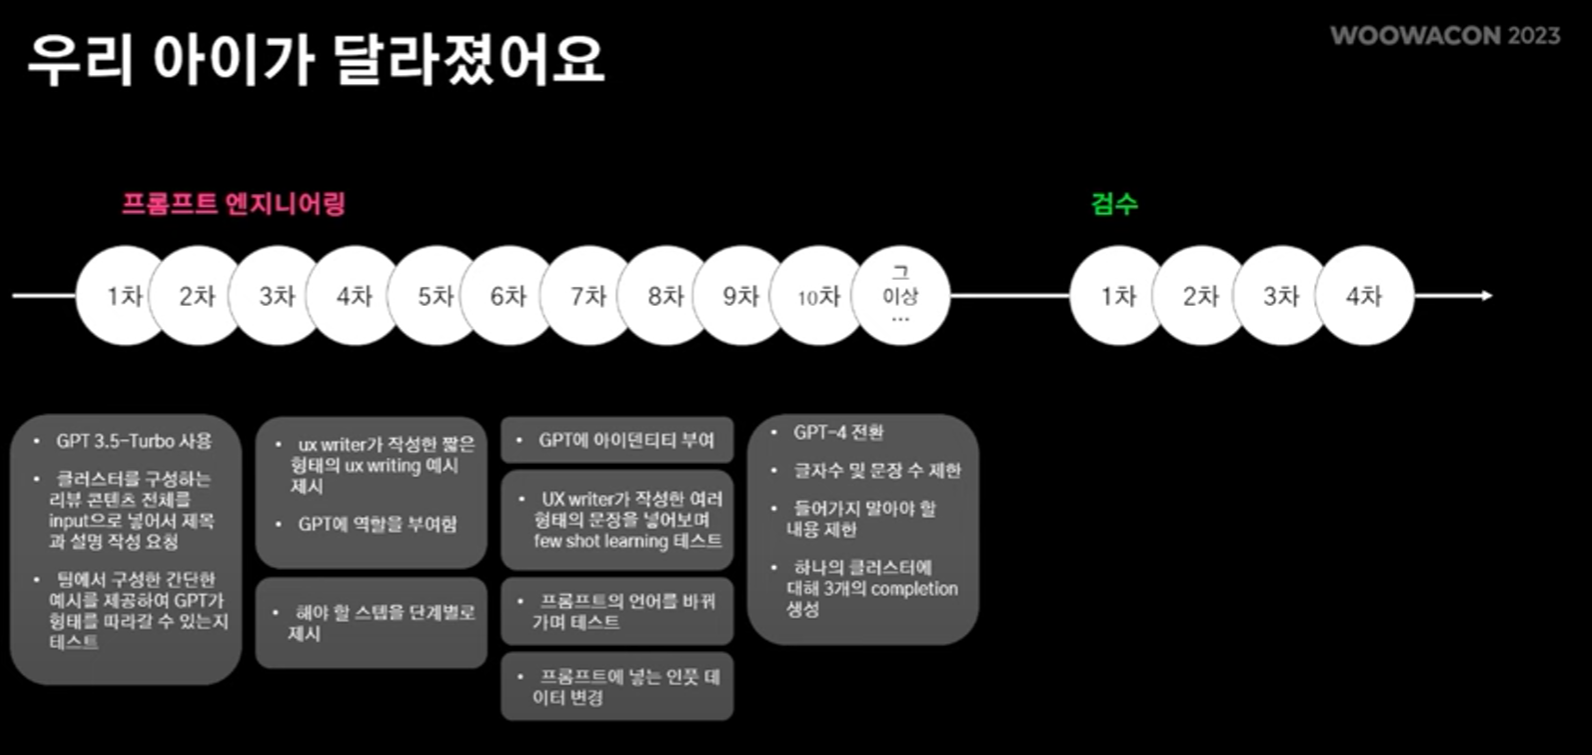 우리 아이가 달라졌어요
WOOWACON 2023
프롬프트 엔지니어링
검수
1차
2차
3차
4차
5차
6차
7차
8차
9차
10차
그
이상
...
1차
2차
3차
4차
• GPT 3.5-Turbo 사용
• 클러스터를 구성하는
리뷰 콘텐츠 전체를
input으로 넣어서 제목
과 설명 작성 요청
• 팀에서 구성한 간단한
예시를 제공하여 GPT가
형태를 따라갈 수 있는지
테스트
• ux writer가 작성한 짧은
형태의 ux writing 예시
제시
• GPT에 역할을 부여함
• 해야 할 스텝을 단계별로
제시
• GPT에 아이덴티티 부여
• UX writer가 작성한 여러
형태의 문장을 넣어보며
few shot learning 테스트
• 프롬프트의 언어를 바꿔
가며 테스트
• 프롬프트에 넣는 인풋 데
이터 변경
• GPT-4 전환
• 글자수 및 문장 수 제한
• 들어가지 말아야 할
내용 제한
• 하나의 클러스터에
대해 3개의 completion
생성